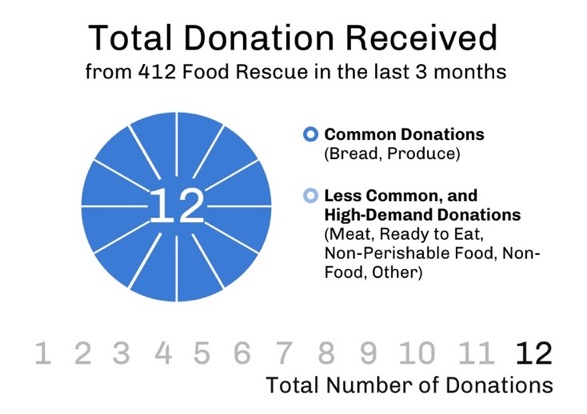 Total Donation Received
from 412 Food Rescue in the last 3 months
12
Common Donations
(Bread, Produce)
Less Common, and
High-Demand Donations
(Meat, Ready to Eat,
Non-Perishable Food, Non-
Food, Other)
1 2 3 4 5 6 7 8 9 10 11 12
Total Number of Donations